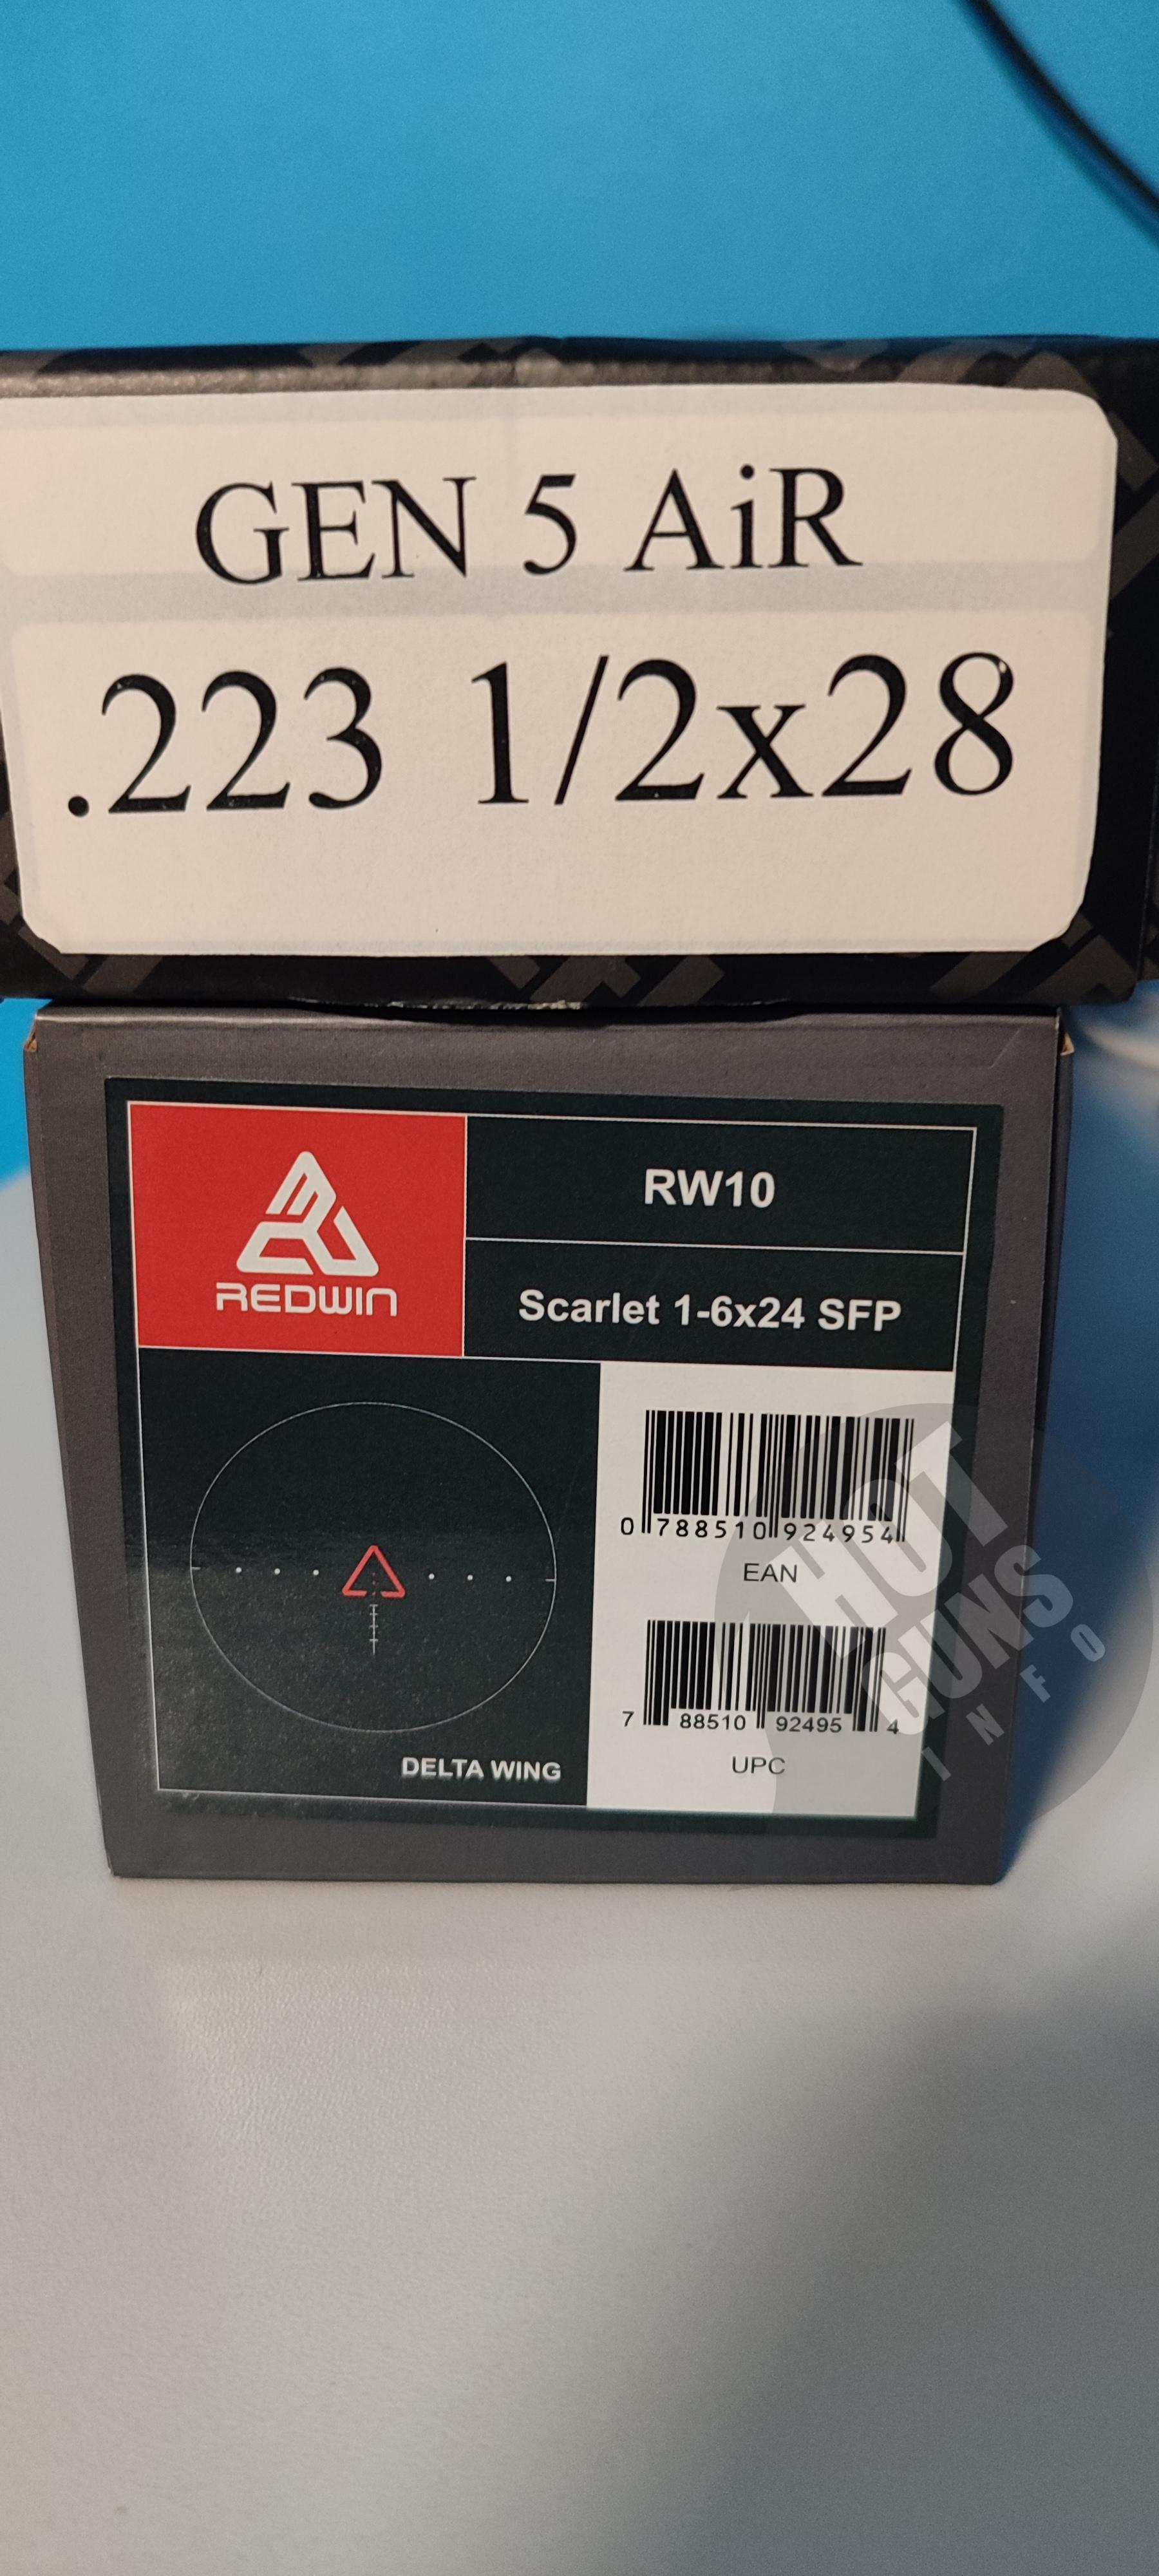 GEN 5 AiR
.223 1/2x28
REDWIN
RW10
Scarlet 1-6x24 SFP
DELTA WING
0 788510 924954
EAN
7 88510 92495 4
UPC
HOT
GUNS
INFO